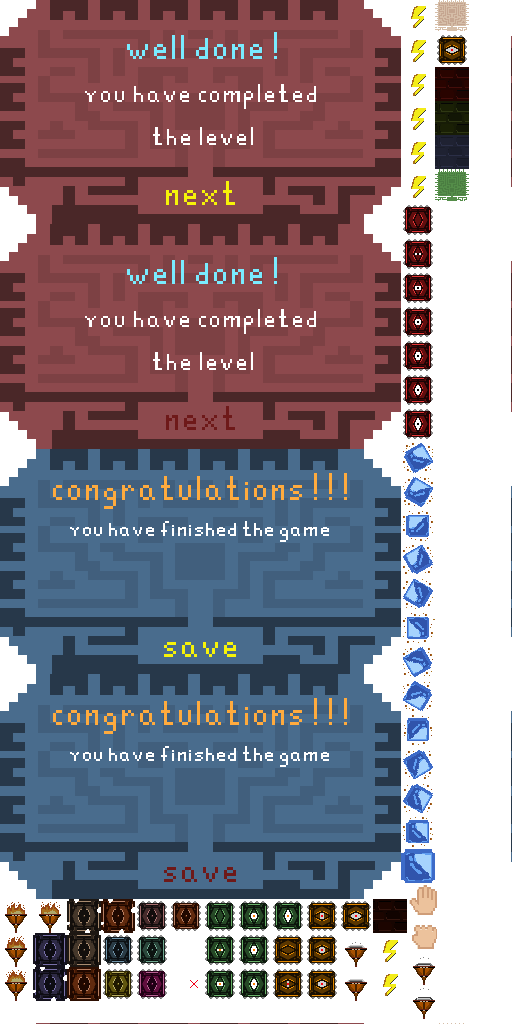 well done!
you have completed
the level
next
well done!
you have completed
the level
next
congratulations!!!
you have finished the game
save
congratulations!!!
you have finished the game
save